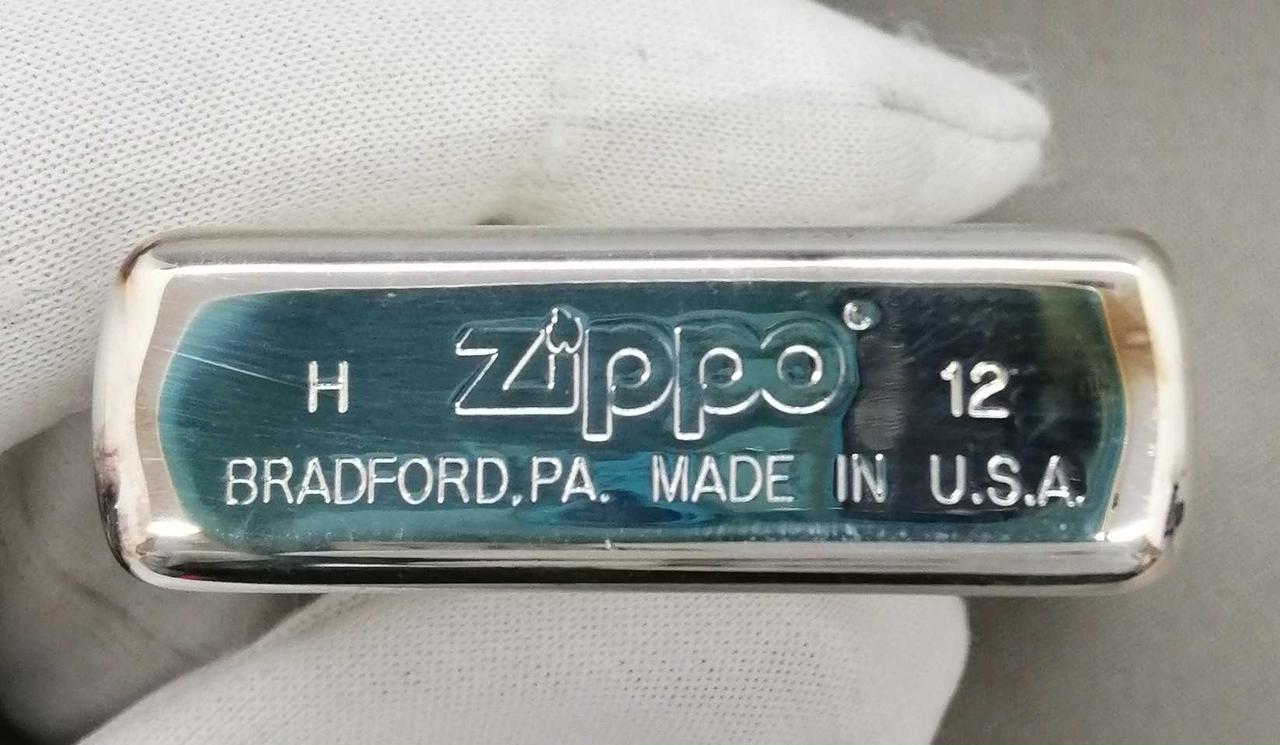 H Zippo® 12
BRADFORD,PA. MADE IN U.S.A.